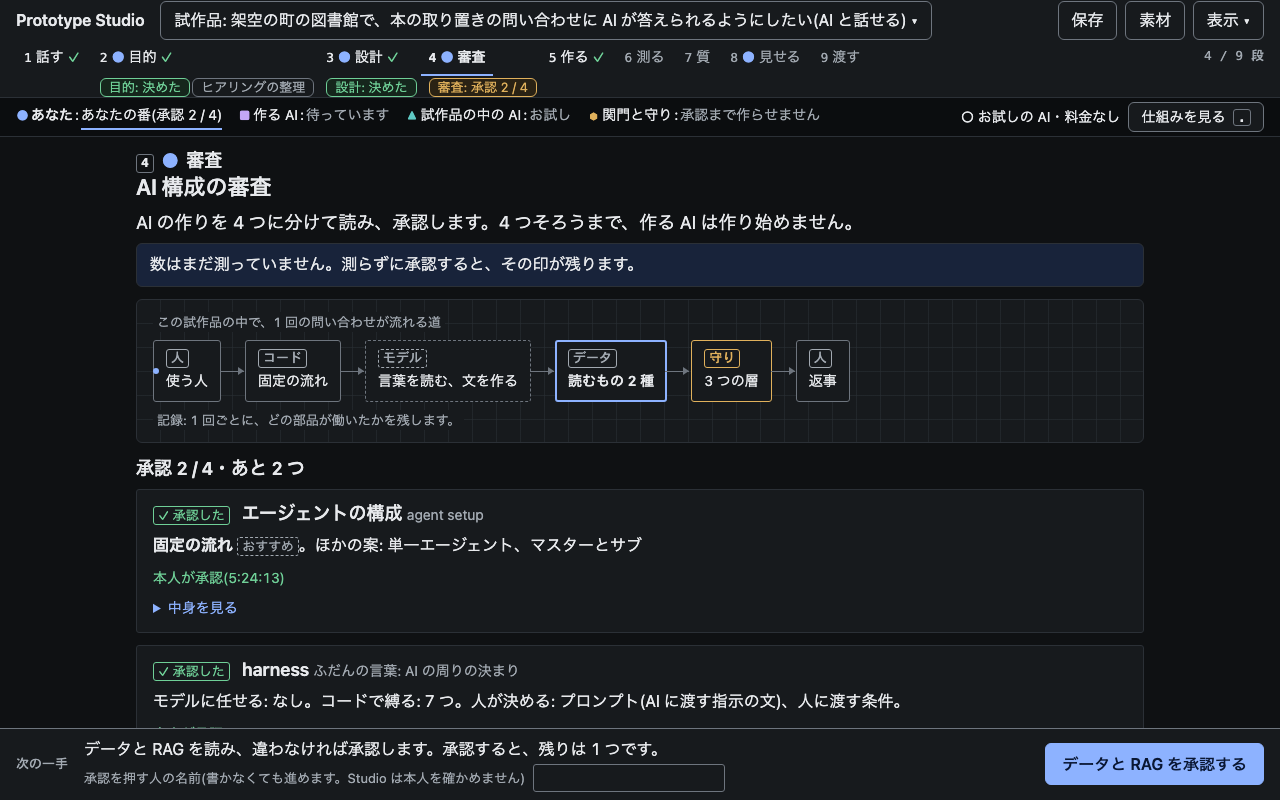 Prototype Studio
試作品: 架空の町の図書館で、本の取り置きの問い合わせに AI が答えられるようにしたい(AI と話せる) ▾
保存
素材
表示 ▾
1 話す ✓
2 目的 ✓
3 設計 ✓
4 審査
5 作る ✓
6 測る
7 質
8 見せる
9 渡す
4 / 9 段
目的: 決めた
ヒアリングの整理
設計: 決めた
審査: 承認 2 / 4
あなた: あなたの番(承認 2 / 4)
作る AI: 待っています
試作品の中の AI: お試し
関門と守り: 承認まで作らせません
お試しの AI・料金なし
仕組みを見る .
4 審査
AI 構成の審査
AI の作りを 4 つに分けて読み、承認します。4 つそろうまで、作る AI は作り始めません。
数はまだ測っていません。測らずに承認すると、その印が残ります。
この試作品の中で、1 回の問い合わせが流れる道
人
使う人
コード
固定の流れ
モデル
言葉を読む、文を作る
データ
読むもの 2 種
守り
3 つの層
人
返事
記録: 1 回ごとに、どの部品が働いたかを残します。
承認 2 / 4・あと 2 つ
✓ 承認した エージェントの構成 agent setup
固定の流れ おすすめ。ほかの案: 単一エージェント、マスターとサブ
本人が承認(5:24:13)
▶ 中身を見る
✓ 承認した harness ふだんの言葉: AI の周りの決まり
モデルに任せる: なし。コードで縛る: 7 つ。人が決める: プロンプト(AI に渡す指示の文)、人に渡す条件。
次の一手
データと RAG を読み、違わなければ承認します。承認すると、残りは 1 つです。
承認を押す人の名前(書かなくても進めます。Studio は本人を確かめません)
データと RAG を承認する